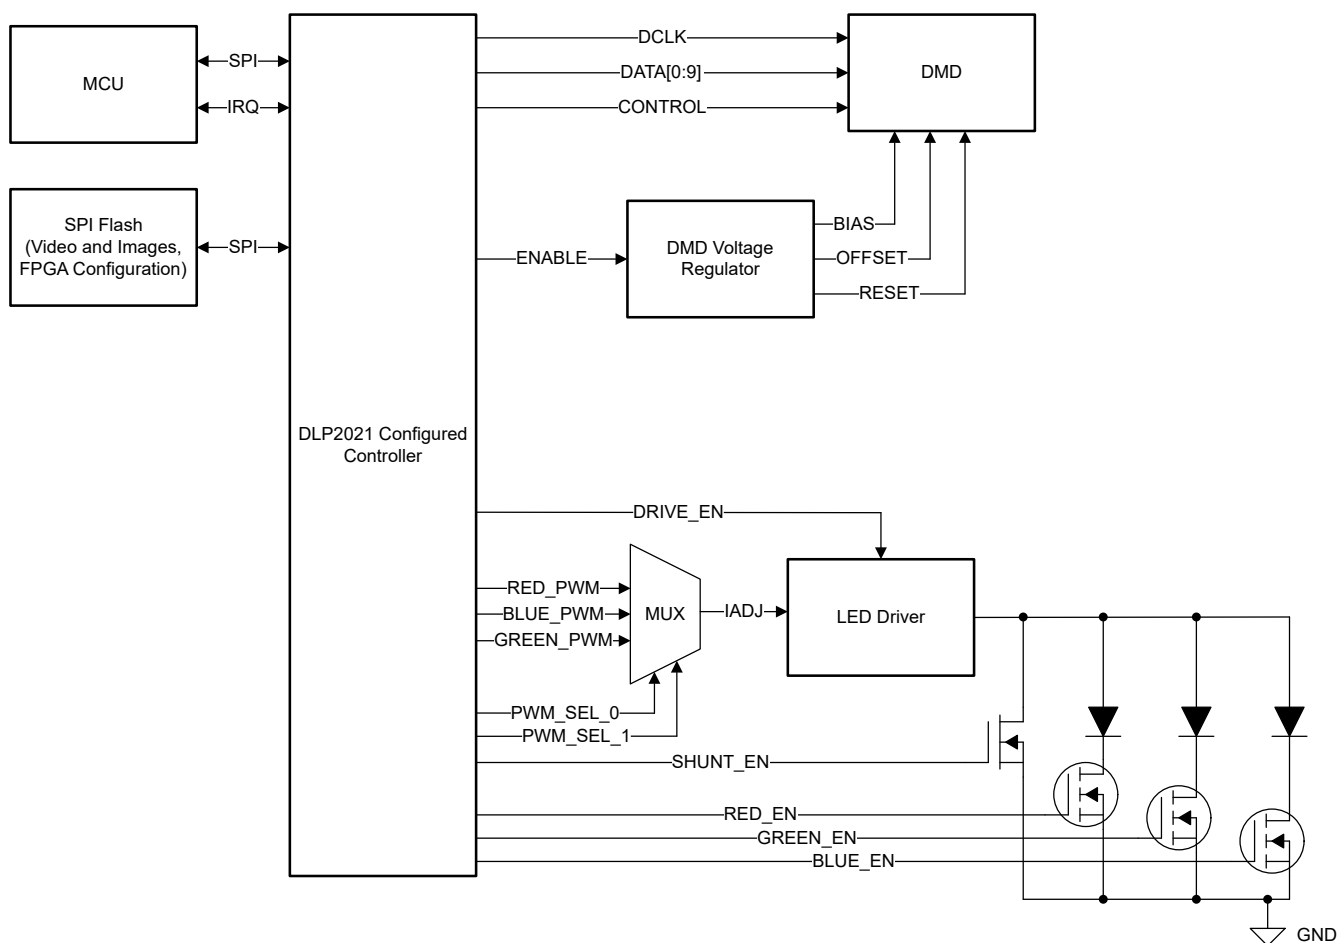 MCU
SPI
IRQ
SPI Flash
(Video and Images,
FPGA Configuration)
SPI
DLP2021 Configured
Controller
DCLK
DATA[0:9]
CONTROL
DMD
ENABLE
DMD Voltage
Regulator
BIAS
OFFSET
RESET
DRIVE_EN
RED_PWM
BLUE_PWM
GREEN_PWM
MUX
IADJ
LED Driver
PWM_SEL_0
PWM_SEL_1
SHUNT_EN
RED_EN
GREEN_EN
BLUE_EN
GND